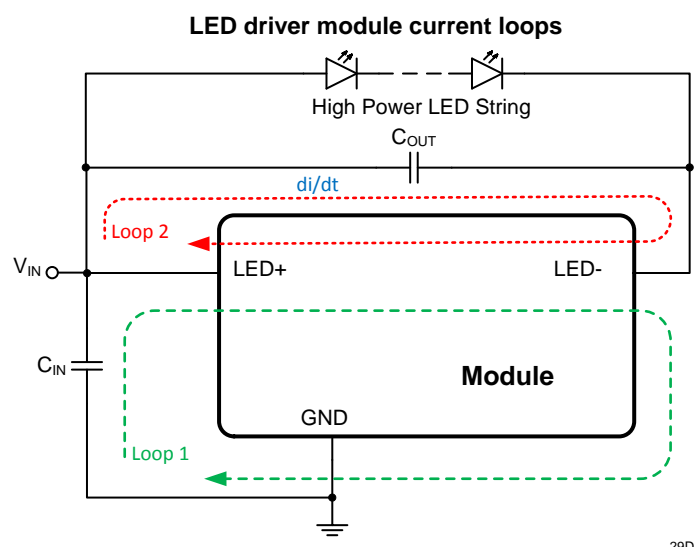 LED driver module current loops
High Power LED String
COUT
di/dt
Loop 2
VIN
LED+
LED-
CIN
Module
GND
Loop 1
29D